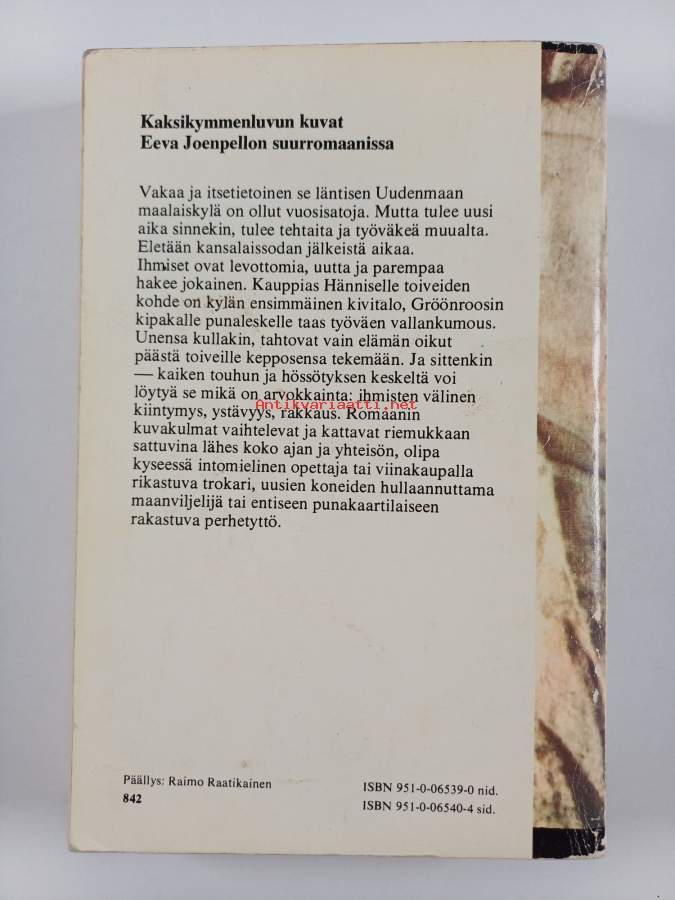 Kaksikymmenluvun kuvat
Eeva Joenpellon suurromaanissa
Vakaa ja itsetietoinen se läntisen Uudenmaan
maalaiskylä on ollut vuosisatoja. Mutta tulee uusi
aika sinnekin, tulee tehtaita ja työväkeä muualta.
Eletään kansalaissodan jälkeistä aikaa.
Ihmiset ovat levottomia, uutta ja parempaa
hakee jokainen. Kauppias Hänniselle toiveiden
kohde on kylän ensimmäinen kivitalo, Gröönroosin
kipakalle punaleskelle taas työväen vallankumous.
Unensa kullakin, tahtovat vain elämän oikut
päästä toiveille kepposensa tekemään. Ja sittenkin
— kaiken touhun ja hössötyksen keskeltä voi
löytyä se mikä on arvokkainta: ihmisten välinen
Antikvariaatti.net
kiintymys, ystävyys, rakkaus. Romaanin
kuvakulmat vaihtelevat ja kattavat riemukkaan
sattuvina lähes koko ajan ja yhteisön, olipa
kyseessä intomielinen opettaja tai viinakaupalla
rikastuva trokari, uusien koneiden hullaannuttama
maanviljelijä tai entiseen punakaartilaiseen
rakastuva perhetyttö.
Päällys: Raimo Raatikainen
842
ISBN 951-0-06539-0 nid.
ISBN 951-0-06540-4 sid.